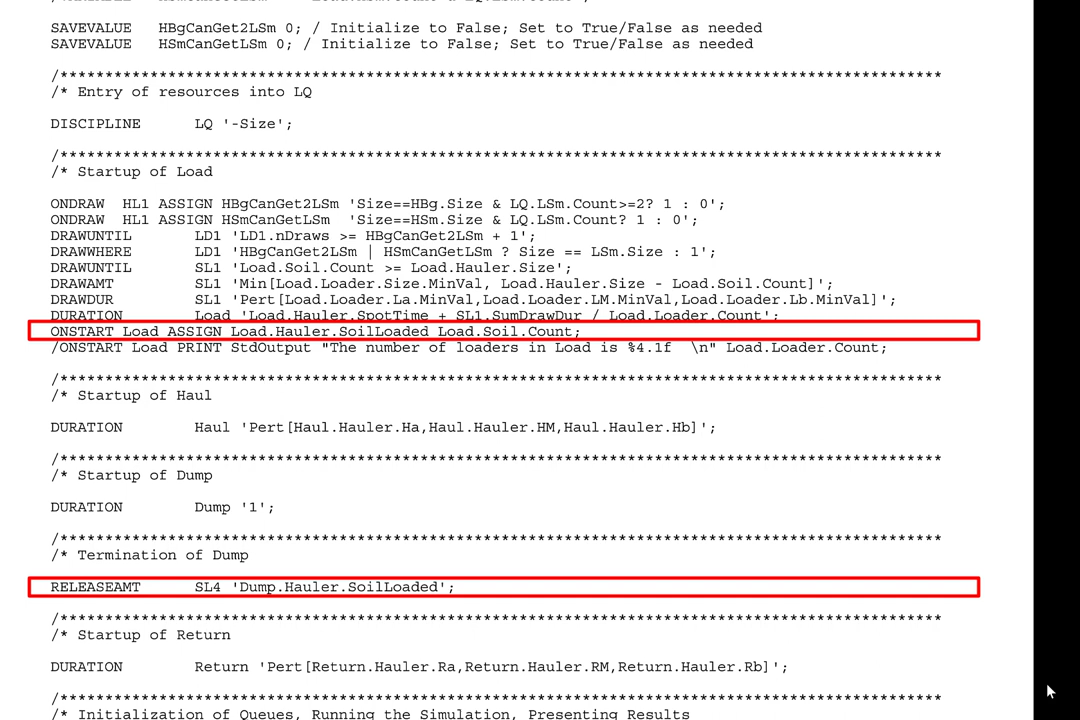 SAVEVALUE HBgCanGet2LSm 0; / Initialize to False; Set to True/False as needed
SAVEVALUE HSmCanGetLSm 0; / Initialize to False; Set to True/False as needed
/***************************************************************************************************
/* Entry of resources into LQ
DISCIPLINE LQ '-Size';
/***************************************************************************************************
/* Startup of Load
ONDRAW HL1 ASSIGN HBgCanGet2LSm 'Size==HBg.Size & LQ.LSm.Count>=2? 1 : 0';
ONDRAW HL1 ASSIGN HSmCanGetLSm 'Size==HSm.Size & LQ.LSm.Count? 1 : 0';
DRAWUNTIL LD1 'LD1.nDraws >= HBgCanGet2LSm + 1';
DRAWWHERE LD1 'HBgCanGet2LSm | HSmCanGetLSm ? Size == LSm.Size : 1';
DRAWUNTIL SL1 'Load.Soil.Count >= Load.Hauler.Size';
DRAWAMT SL1 'Min[Load.Loader.Size.MinVal, Load.Hauler.Size - Load.Soil.Count]';
DRAWDUR SL1 'Pert[Load.Loader.La.MinVal,Load.Loader.LM.MinVal,Load.Loader.Lb.MinVal]';
DURATION Load 'Load.Hauler.SpotTime + SL1.SumDrawDur / Load.Loader.Count';
ONSTART Load ASSIGN Load.Hauler.SoilLoaded Load.Soil.Count;
/ONSTART Load PRINT StdOutput "The number of loaders in Load is %4.1f \n" Load.Loader.Count;
/***************************************************************************************************
/* Startup of Haul
DURATION Haul 'Pert[Haul.Hauler.Ha,Haul.Hauler.HM,Haul.Hauler.Hb]';
/***************************************************************************************************
/* Startup of Dump
DURATION Dump '1';
/***************************************************************************************************
/* Termination of Dump
RELEASEAMT SL4 'Dump.Hauler.SoilLoaded';
/***************************************************************************************************
/* Startup of Return
DURATION Return 'Pert[Return.Hauler.Ra,Return.Hauler.RM,Return.Hauler.Rb]';
/***************************************************************************************************
/* Initialization of Queues, Running the Simulation, Presenting Results